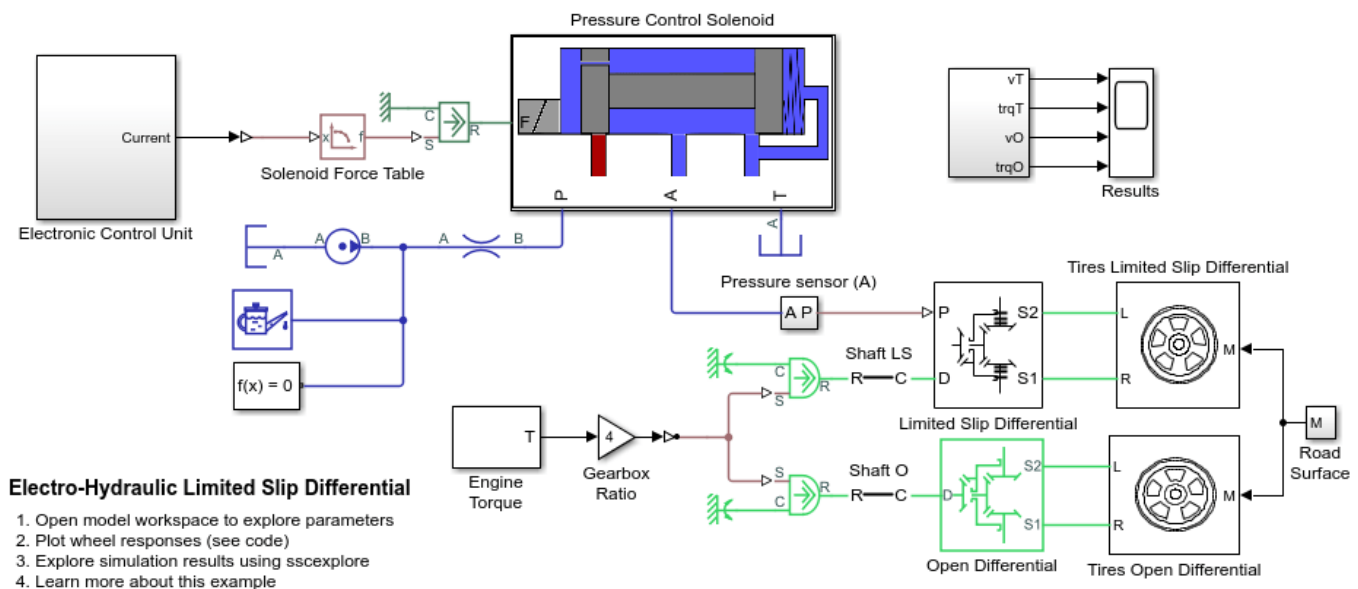 Pressure Control Solenoid
Current
Electronic Control Unit
x f
Solenoid Force Table
C
S
R
F
P
A
T
A
vT
trqT
vO
trqO
Results
A
A
B
A
B
f(x) = 0
Pressure sensor (A)
A P
P
D
S2
S1
Limited Slip Differential
Tires Limited Slip Differential
L
R
M
Shaft LS
R C
C
S
R
T
Engine
Torque
4
Gearbox
Ratio
S
C
R
Shaft O
R C
D
S2
S1
Open Differential
L
R
M
Tires Open Differential
M
Road
Surface
Electro-Hydraulic Limited Slip Differential
1. Open model workspace to explore parameters
2. Plot wheel responses (see code)
3. Explore simulation results using sscexplore
4. Learn more about this example